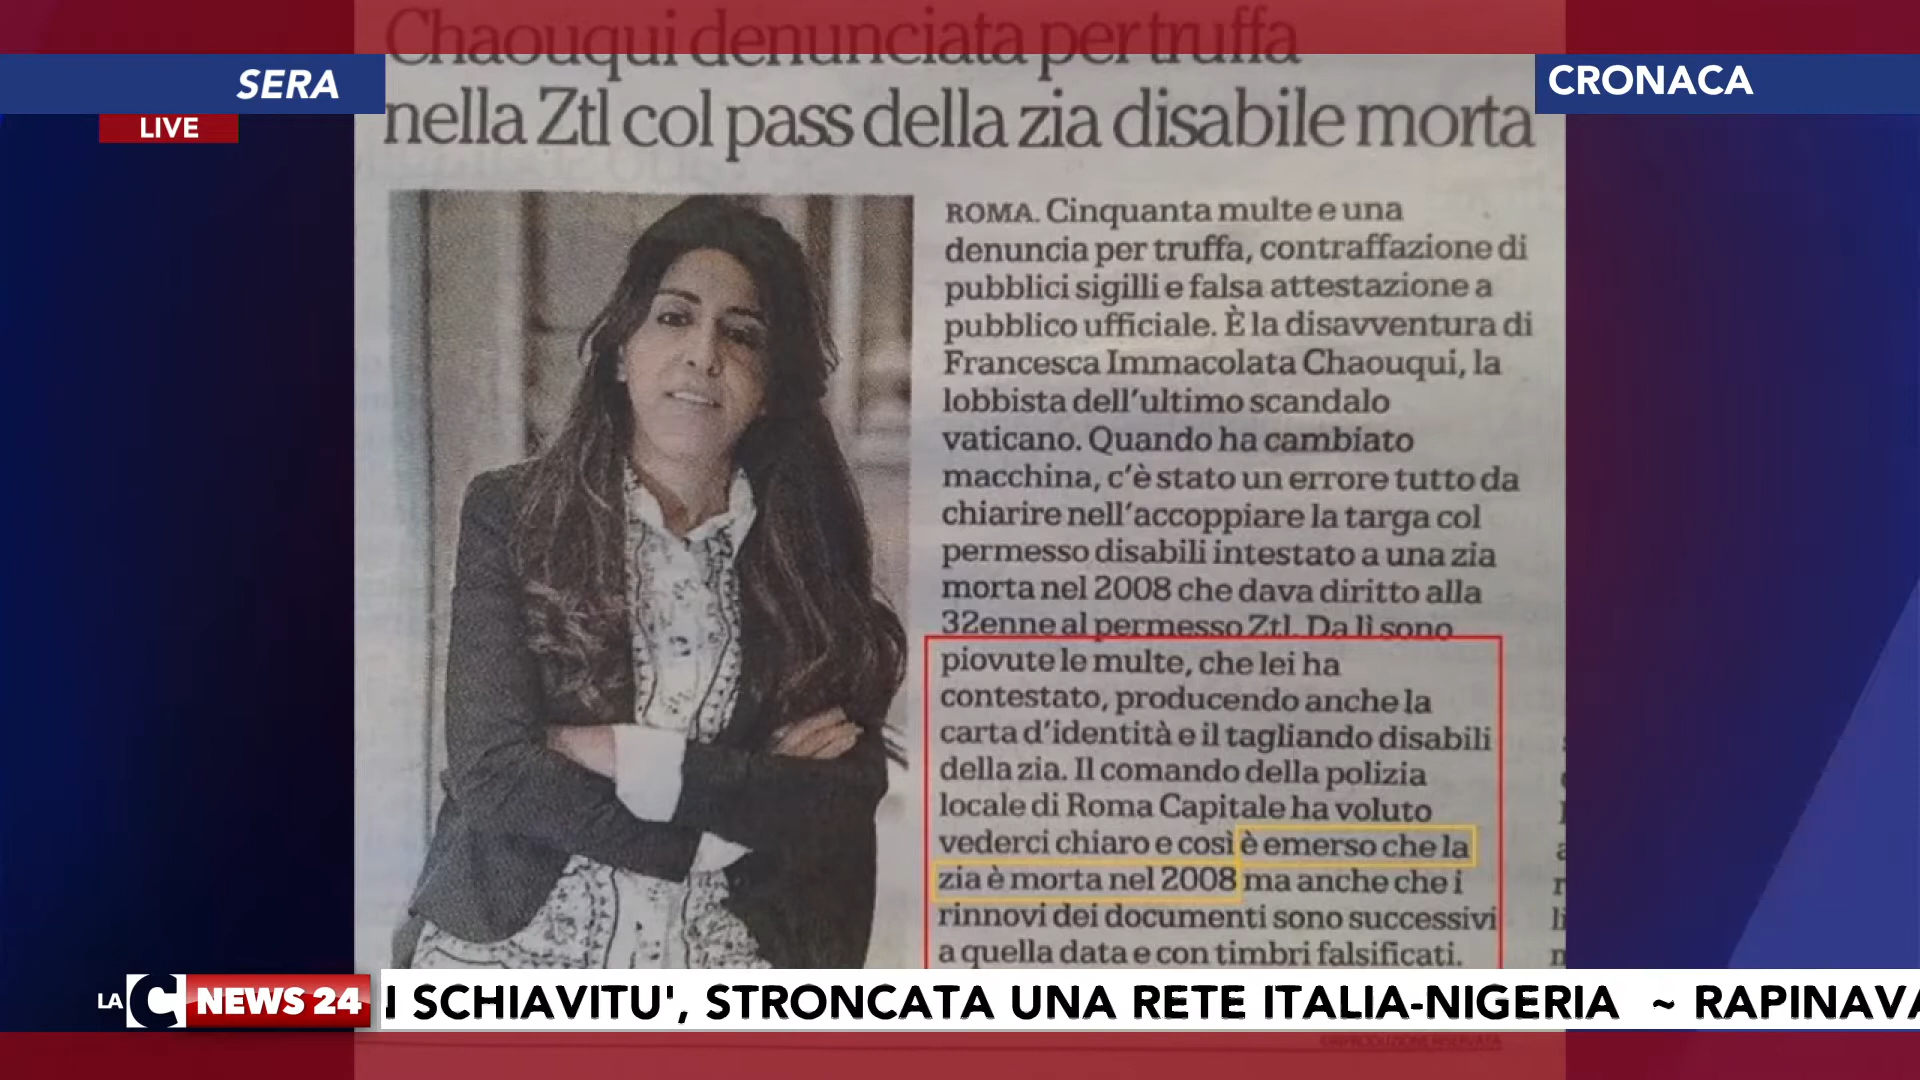 Chaouqui denunciata per truffa
nella Ztl col pass della zia disabile morta
SERA
LIVE
CRONACA
ROMA. Cinquanta multe e una
denuncia per truffa, contraffazione di
pubblici sigilli e falsa attestazione a
pubblico ufficiale. È la disavventura di
Francesca Immacolata Chaouqui, la
lobbista dell'ultimo scandalo
vaticano. Quando ha cambiato
macchina, c'è stato un errore tutto da
chiarire nell'accoppiare la targa col
permesso disabili intestato a una zia
morta nel 2008 che dava diritto alla
32enne al permesso Ztl. Da lì sono
piovute le multe, che lei ha
contestato, producendo anche la
carta d'identità e il tagliando disabili
della zia. Il comando della polizia
locale di Roma Capitale ha voluto
vederci chiaro e così è emerso che la
zia è morta nel 2008 ma anche che i
rinnovi dei documenti sono successivi
a quella data e con timbri falsificati.
LA C NEWS 24
I SCHIAVITU', STRONCATA UNA RETE ITALIA-NIGERIA ~ RAPINAVA